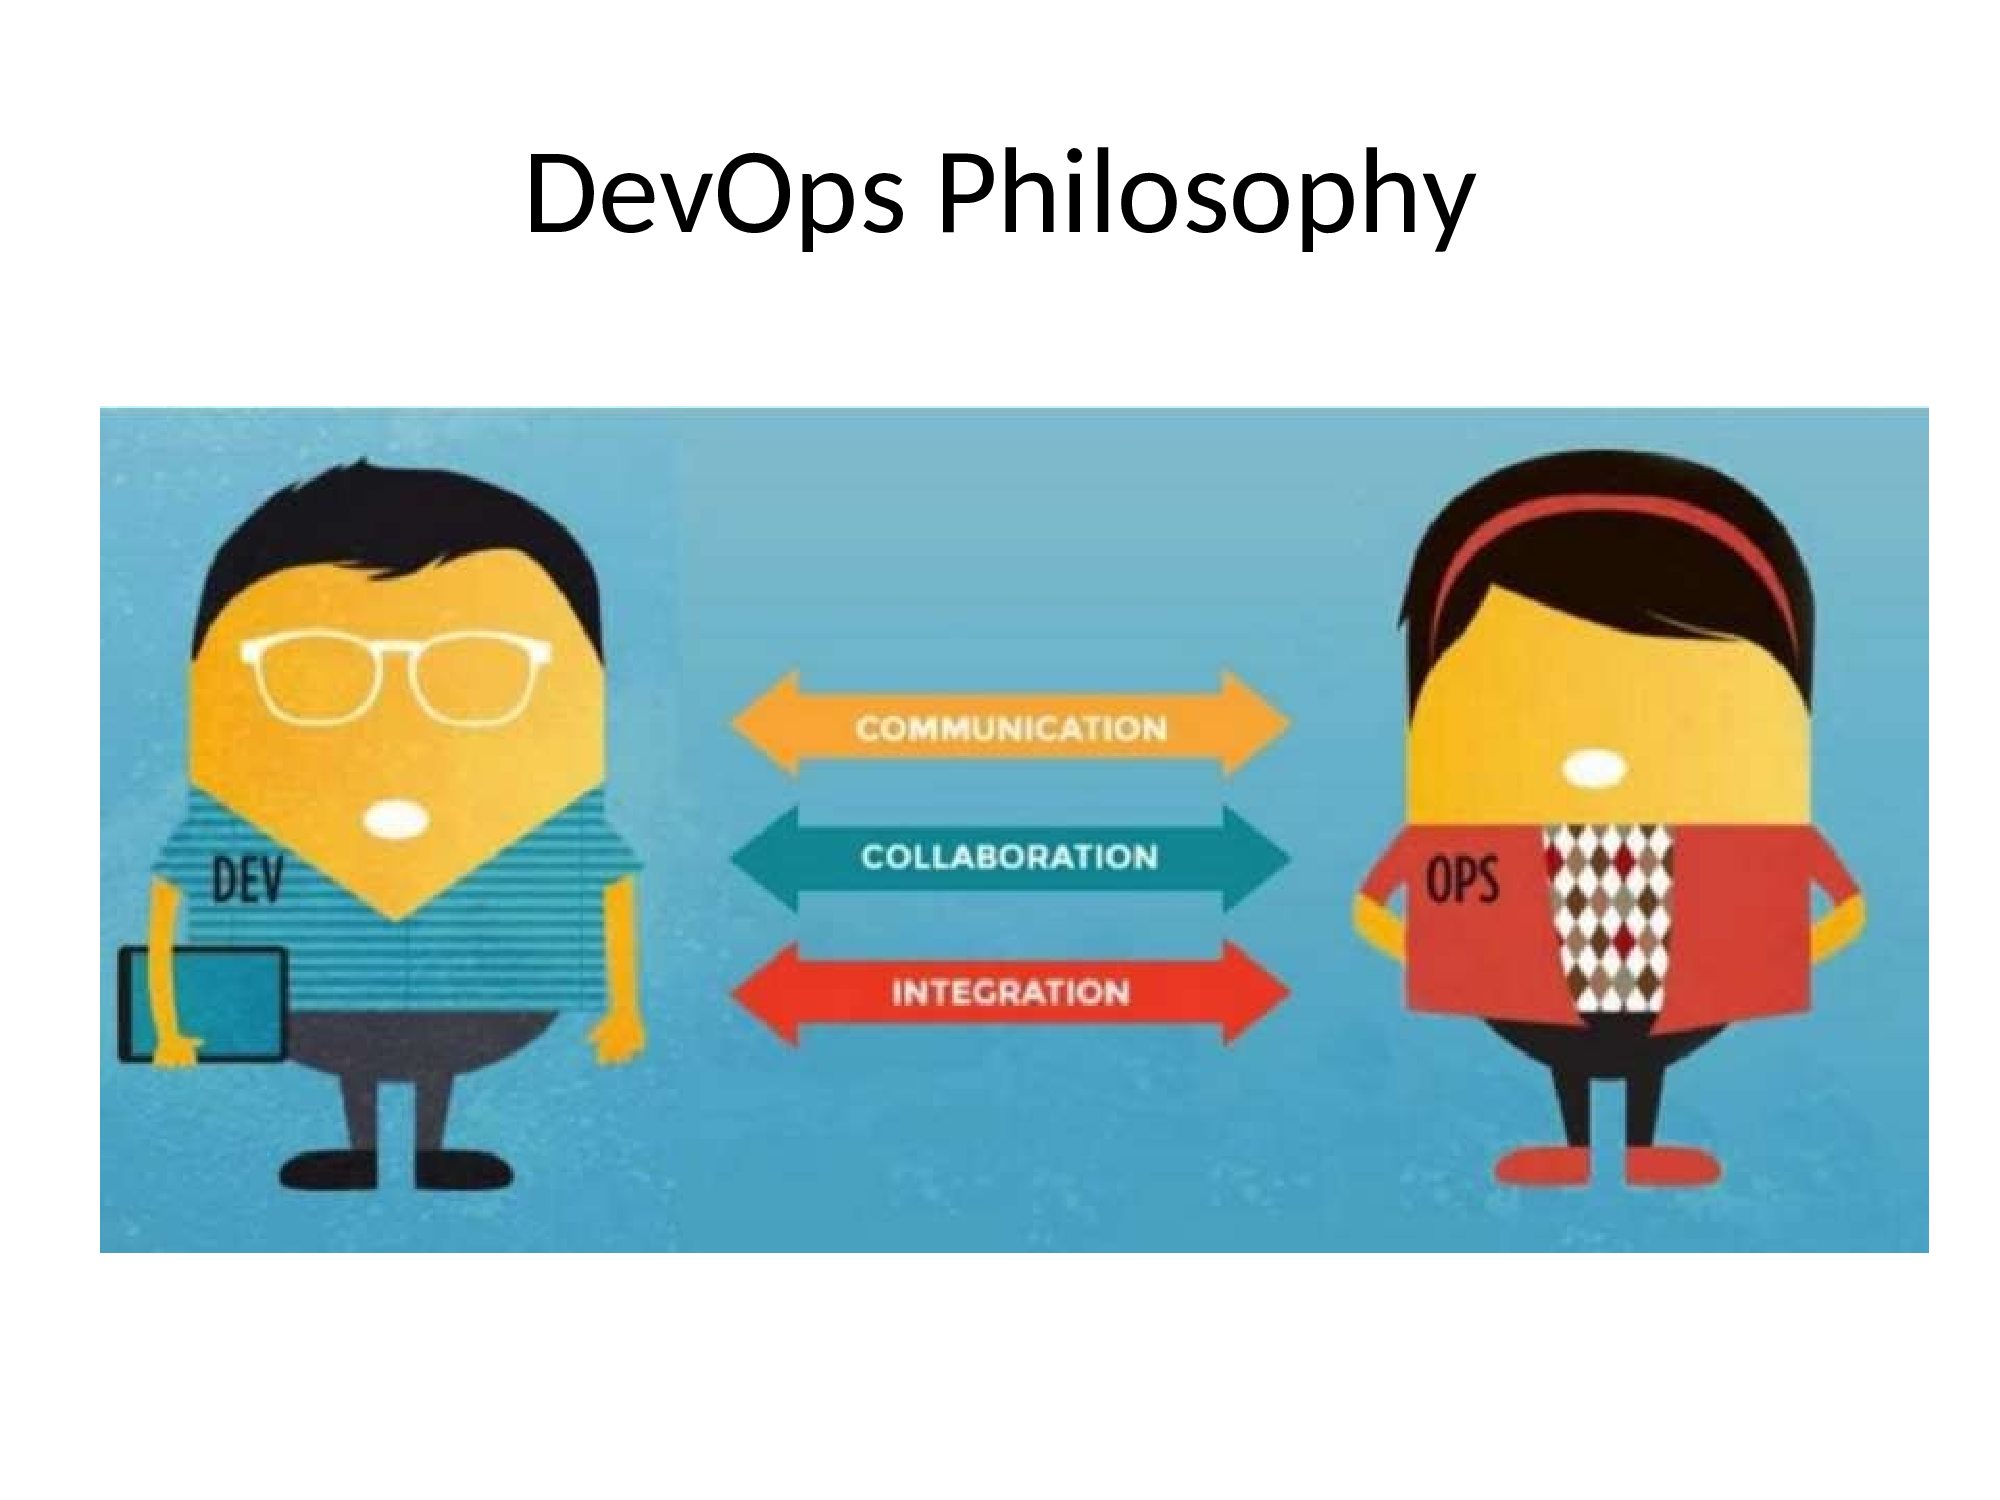 DevOps Philosophy
COMMUNICATION
COLLABORATION
DEV
OPS
INTEGRATION